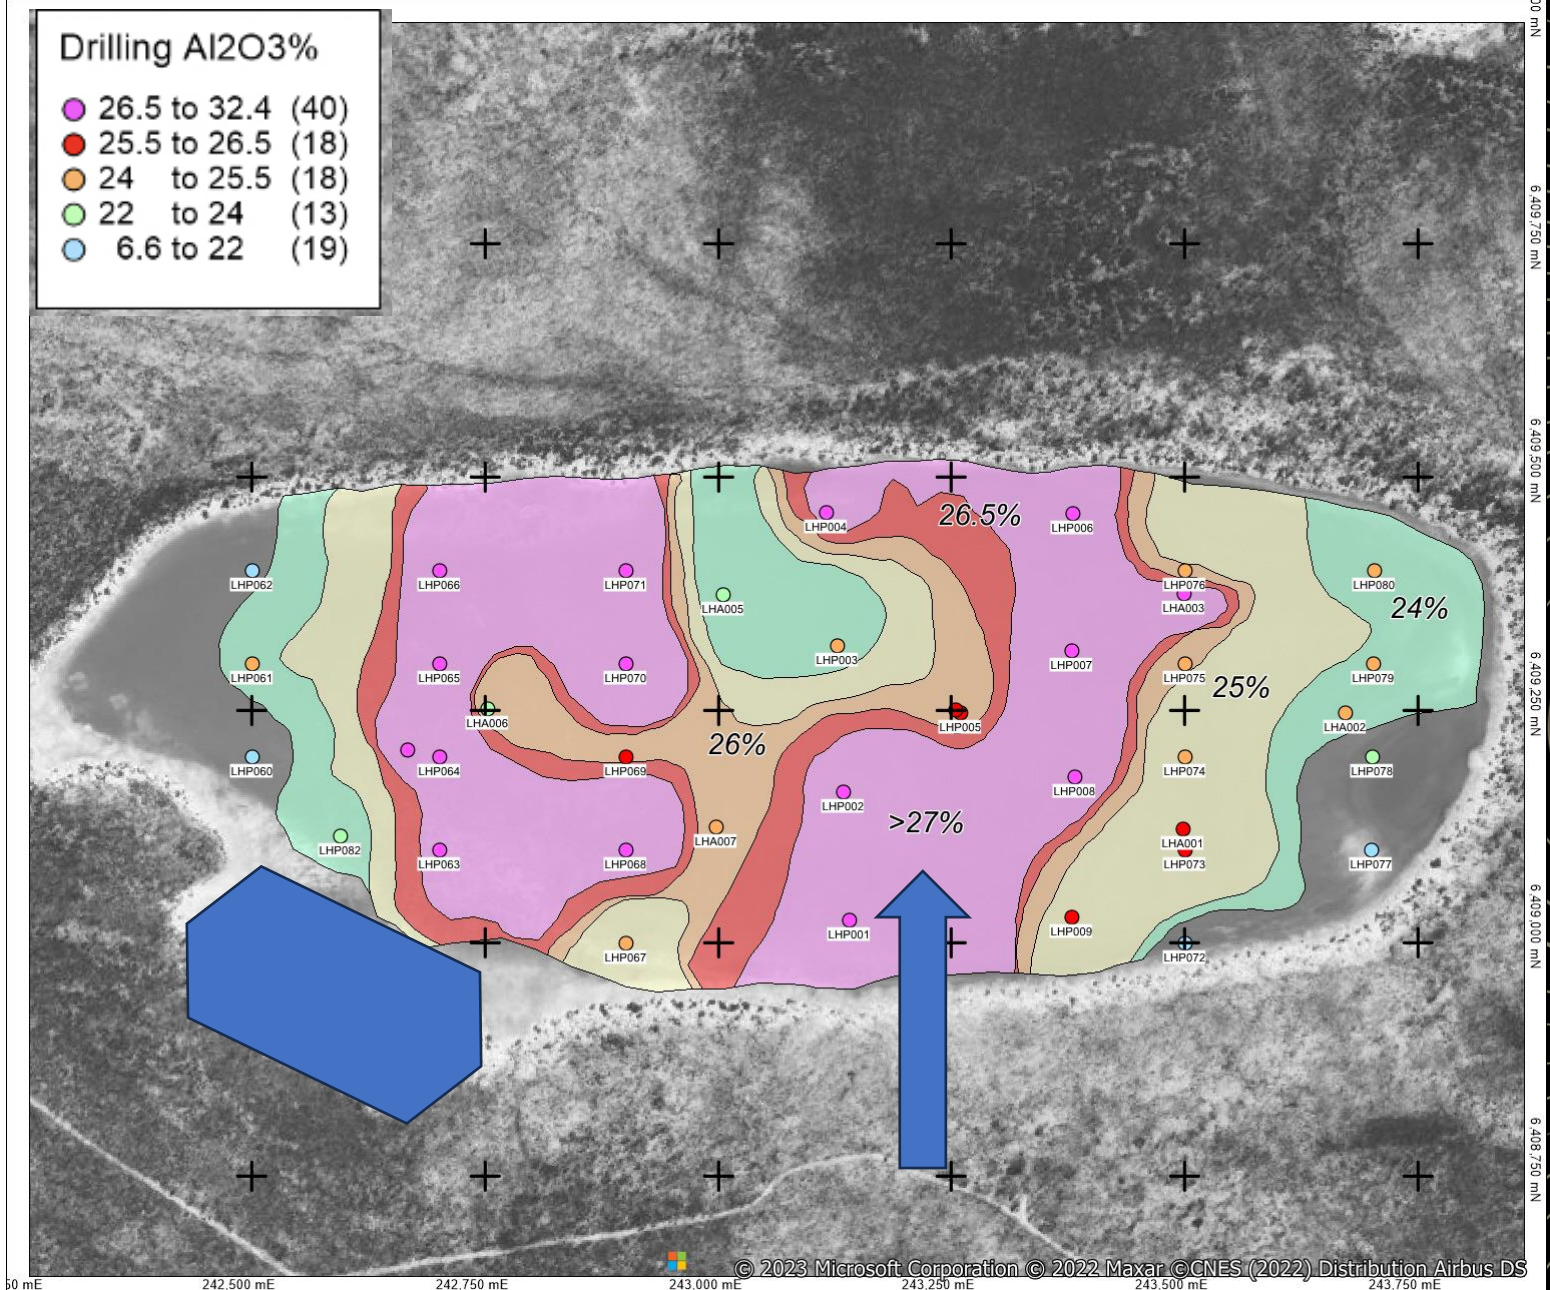 Drilling Al2O3%
26.5 to 32.4 (40)
25.5 to 26.5 (18)
24 to 25.5 (18)
22 to 24 (13)
6.6 to 22 (19)
00 mN
6,409,750 mN
6,409,500 mN
6,409,250 mN
6,409,000 mN
6,408,750 mN
26.5%
LHP004
LHP006
LHP062
LHP066
LHP071
LHA005
LHP076
LHA003
LHP080
24%
LHP003
LHP061
LHP065
LHP070
LHP007
LHP075
LHP079
25%
LHA006
LHP005
LHA002
26%
LHP060
LHP064
LHP069
LHP074
LHP078
LHP002
LHP008
>27%
LHP082
LHA007
LHA001
LHP063
LHP068
LHP073
LHP077
LHP001
LHP009
LHP067
LHP072
© 2023 Microsoft Corporation © 2022 Maxar ©CNES (2022) Distribution Airbus DS
50 mE
242,500 mE
242,750 mE
243,000 mE
243,250 mE
243,500 mE
243,750 mE